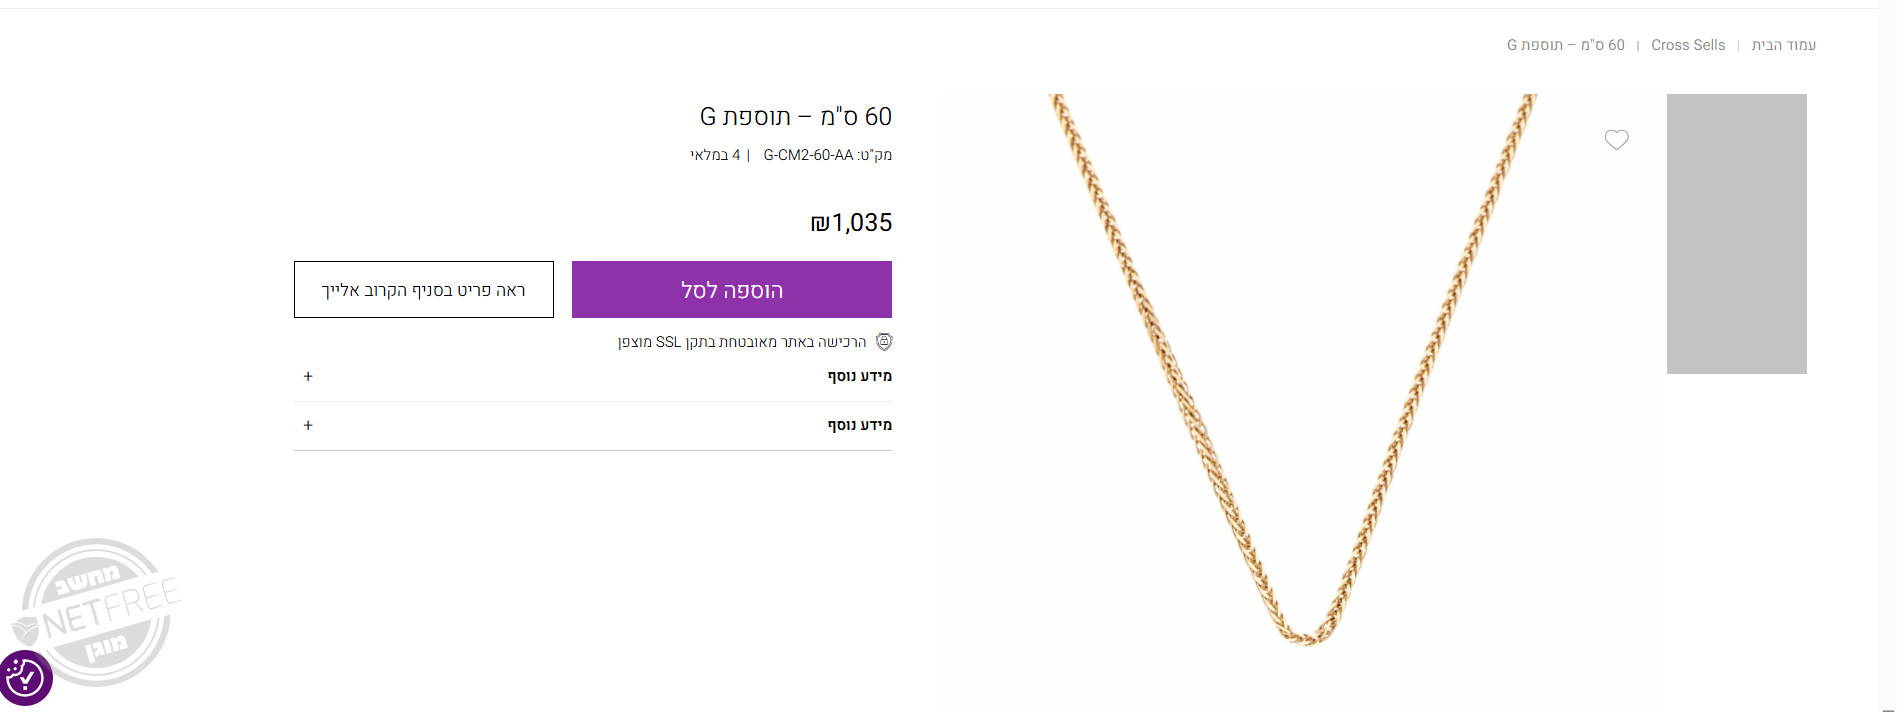 עמוד הבית | Cross Sells | 60 ס"מ – תוספת G
60 ס"מ – תוספת G
מק"ט: G-CM2-60-AA | 4 במלאי
₪1,035
הוספה לסל
ראה פריט בסניף הקרוב אלייך
הרכישה באתר מאובטחת בתקן SSL מוצפן
מידע נוסף +
מידע נוסף +
מחשב
NETFREE
מוגן